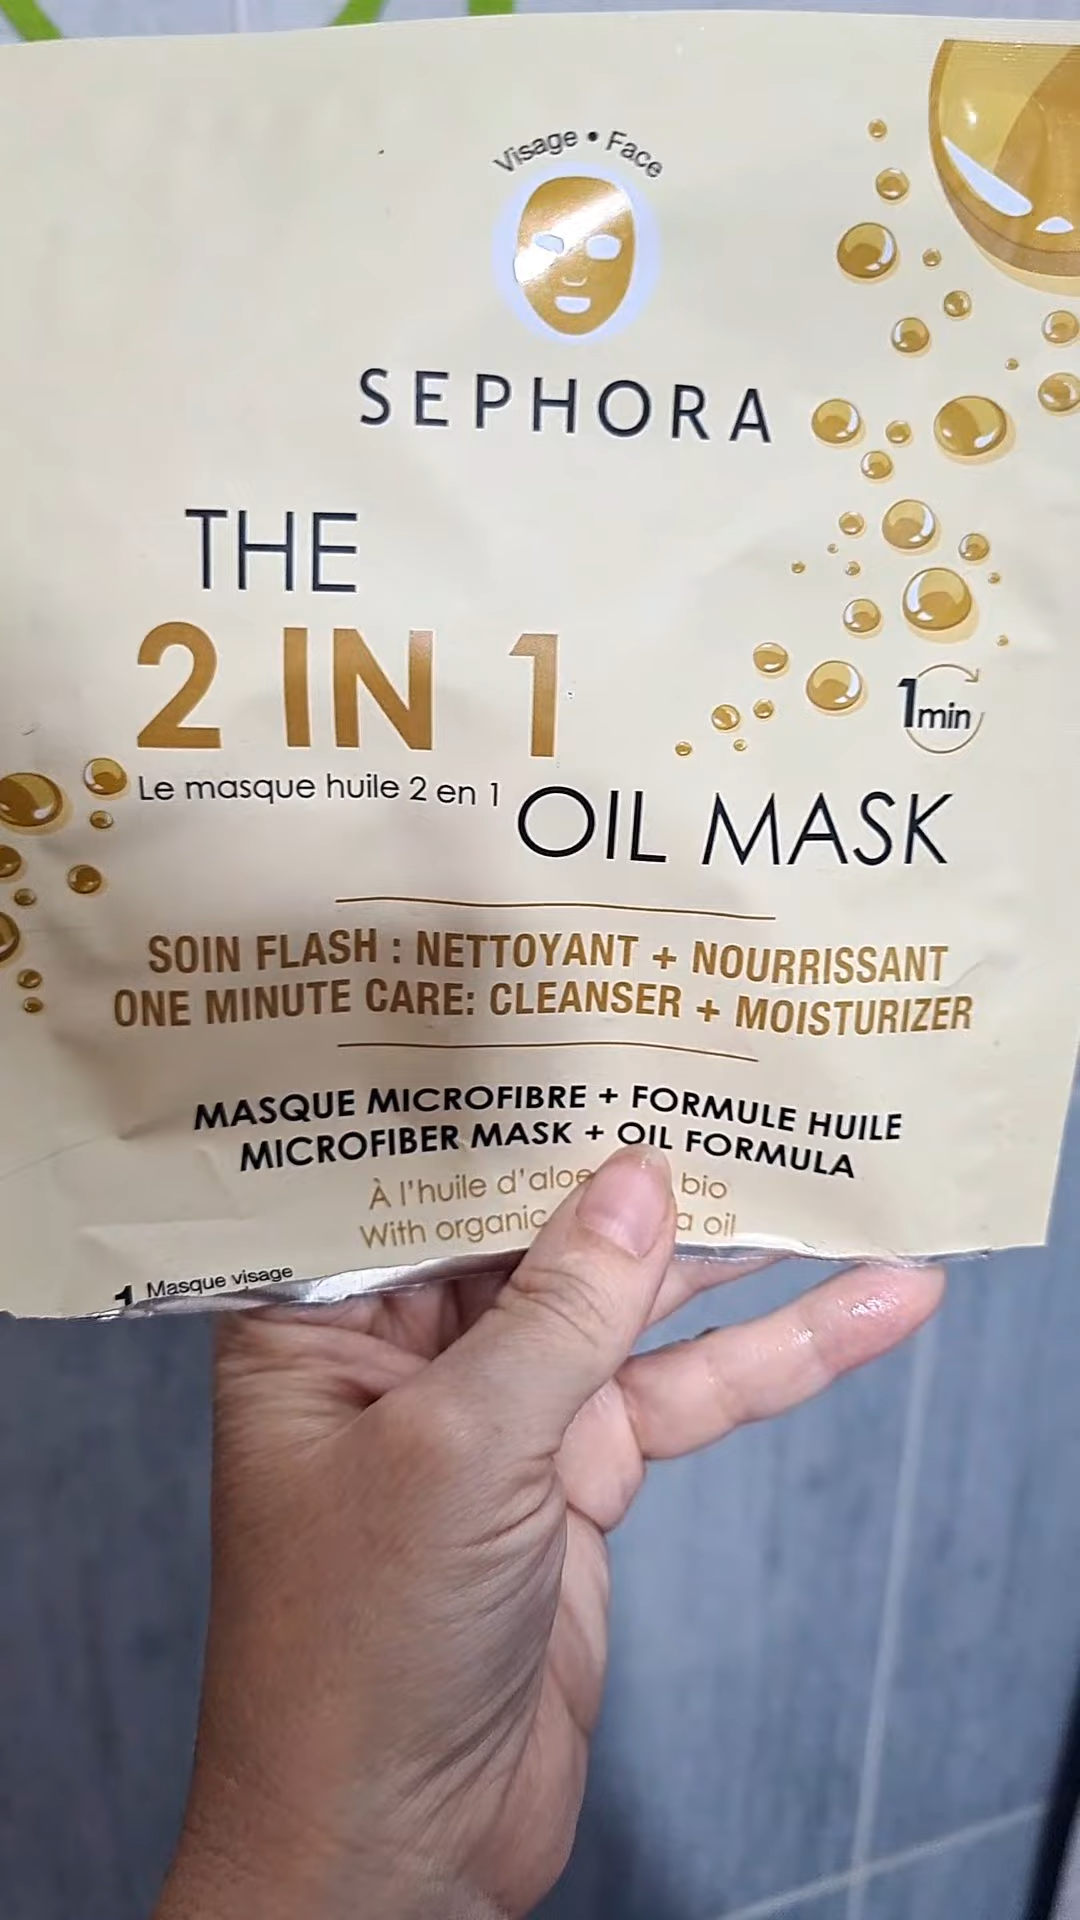 Visage • Face
SEPHORA
THE
2 IN 1
1min
Le masque huile 2 en 1
OIL MASK
SOIN FLASH : NETTOYANT + NOURRISSANT
ONE MINUTE CARE: CLEANSER + MOISTURIZER
MASQUE MICROFIBRE + FORMULE HUILE
MICROFIBER MASK + OIL FORMULA
À l'huile d'aloe bio
With organic a oil
1 Masque visage